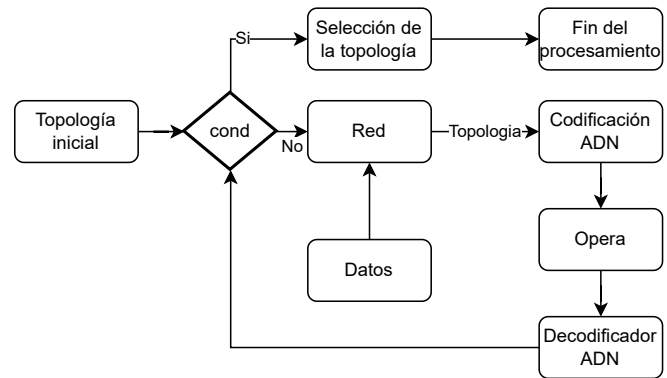 Si
Selección de
la topología
Fin del
procesamiento
Topología
inicial
cond
No
Red
Topologia
Codificación
ADN
Opera
Datos
Decodificador
ADN